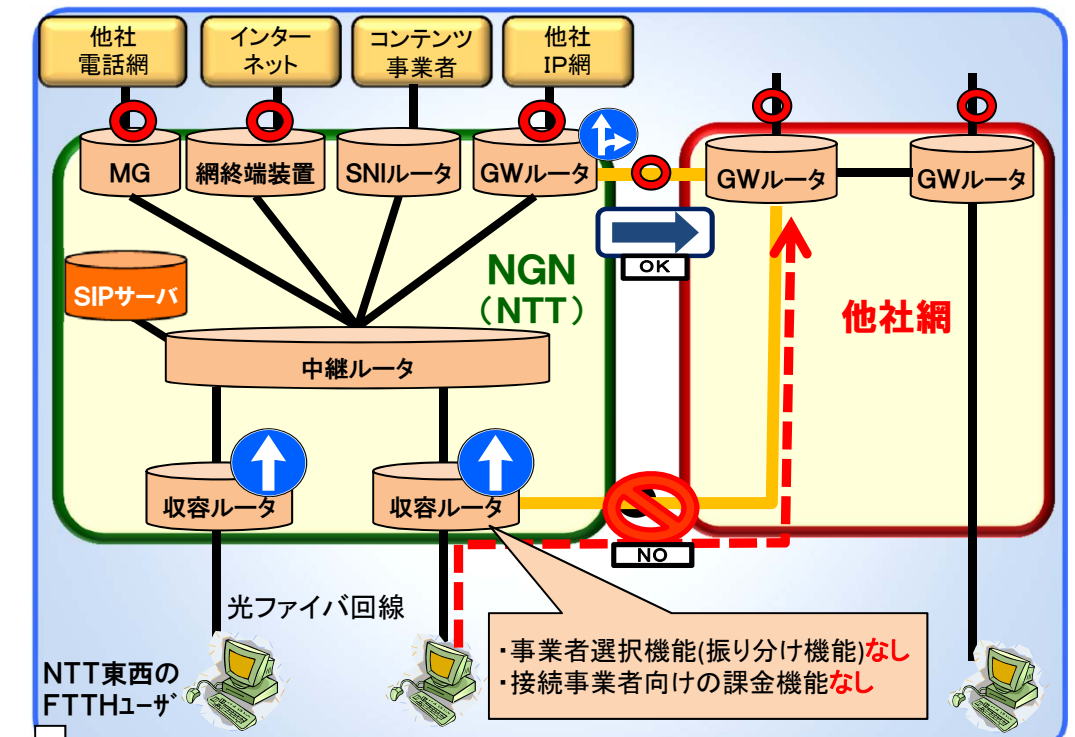 他社
電話網
インター
ネット
コンテンツ
事業者
他社
IP網
MG
網終端装置
SNIルータ
GWルータ
GWルータ
GWルータ
OK
NGN
（NTT）
SIPサーバ
他社網
中継ルータ
収容ルータ
収容ルータ
NO
光ファイバ回線
・事業者選択機能(振り分け機能)なし
・接続事業者向けの課金機能なし
NTT東西の
FTTHユーザ